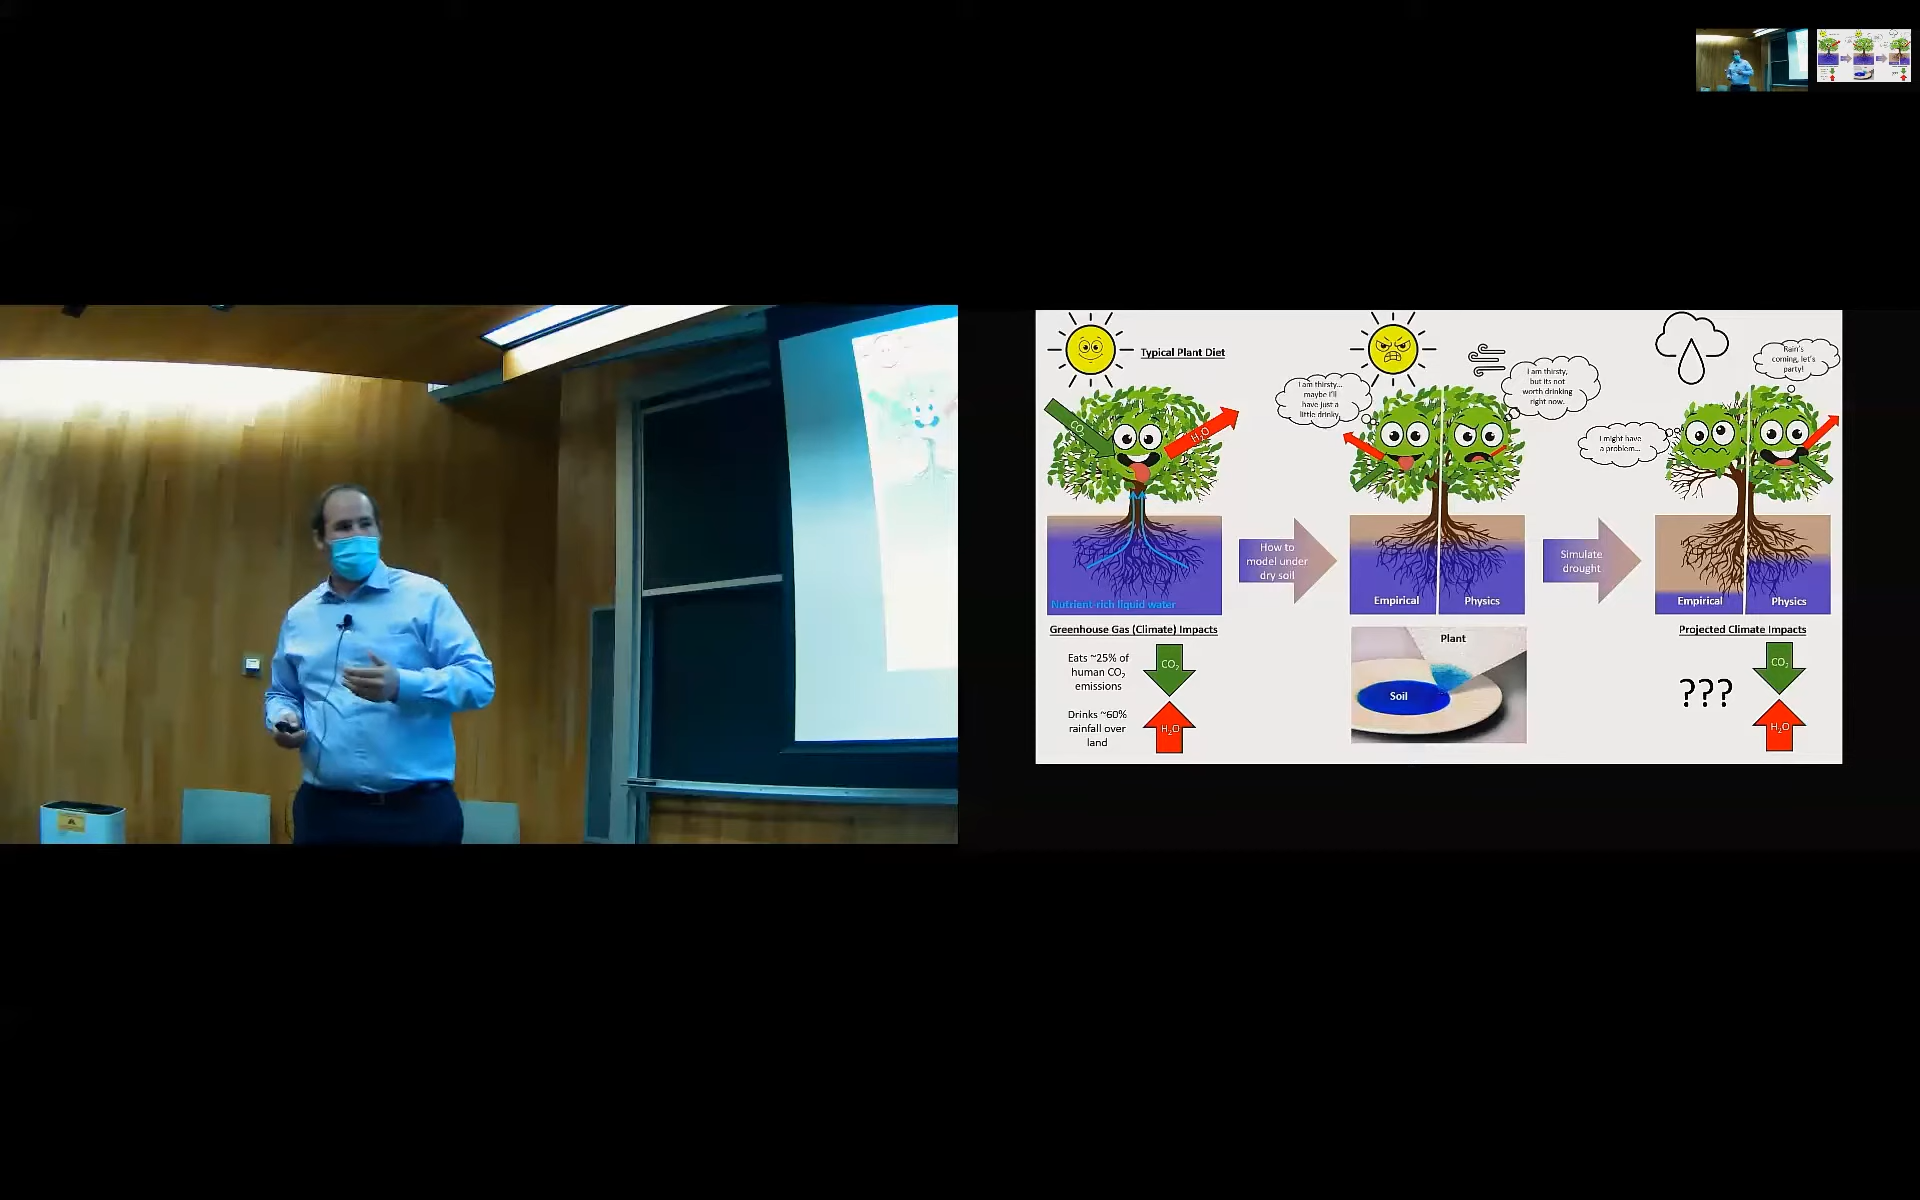 Typical Plant Diet
CO₂
H₂O
Nutrient-rich liquid water
Greenhouse Gas (Climate) Impacts
Eats ~25% of
human CO₂
emissions
CO₂
Drinks ~60%
rainfall over
land
H₂O
How to
model under
dry soil
I am thirsty...
maybe I'll
have just a
little drinky.
I am thirsty,
but its not
worth drinking
right now.
Empirical
Physics
Plant
Soil
Simulate
drought
I might have
a problem...
Rain's
coming, let's
party!
Empirical
Physics
Projected Climate Impacts
???
CO₂
H₂O